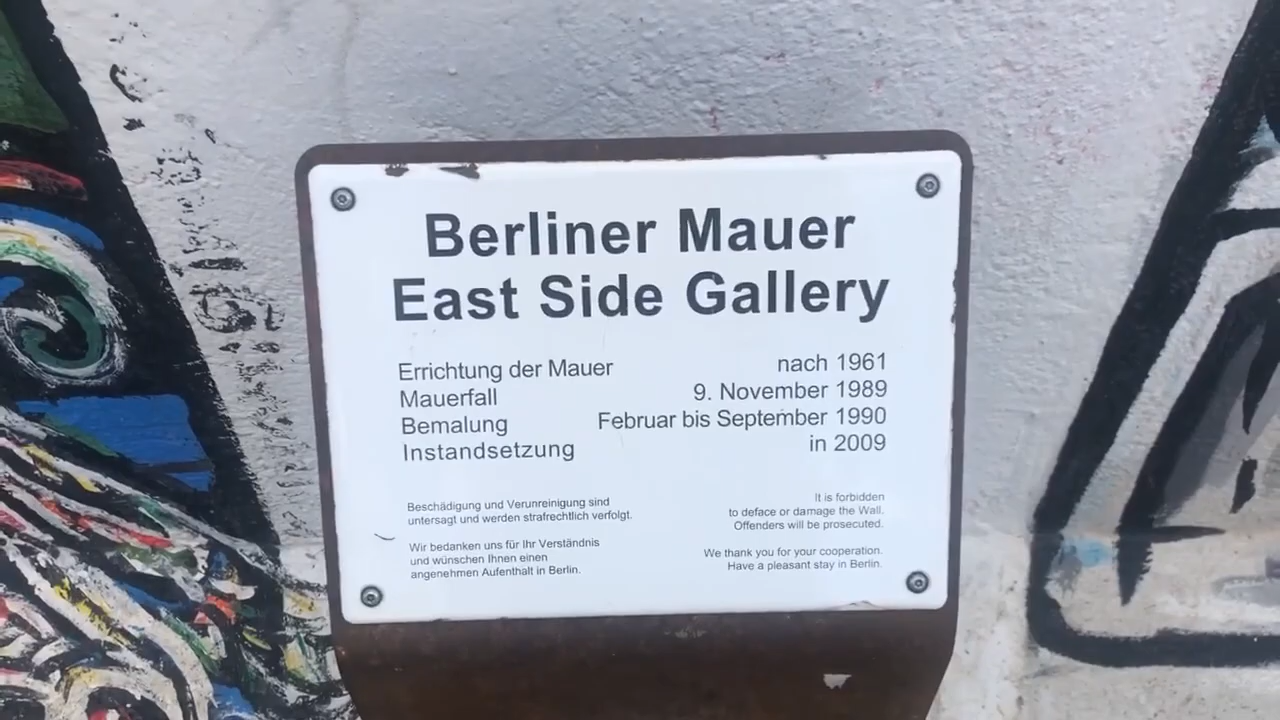 Berliner Mauer
East Side Gallery
Errichtung der Mauer nach 1961
Mauerfall 9. November 1989
Bemalung Februar bis September 1990
Instandsetzung in 2009
Beschädigung und Verunreinigung sind
untersagt und werden strafrechtlich verfolgt.
Wir bedanken uns für Ihr Verständnis
und wünschen Ihnen einen
angenehmen Aufenthalt in Berlin.
It is forbidden
to deface or damage the Wall.
Offenders will be prosecuted.
We thank you for your cooperation.
Have a pleasant stay in Berlin.